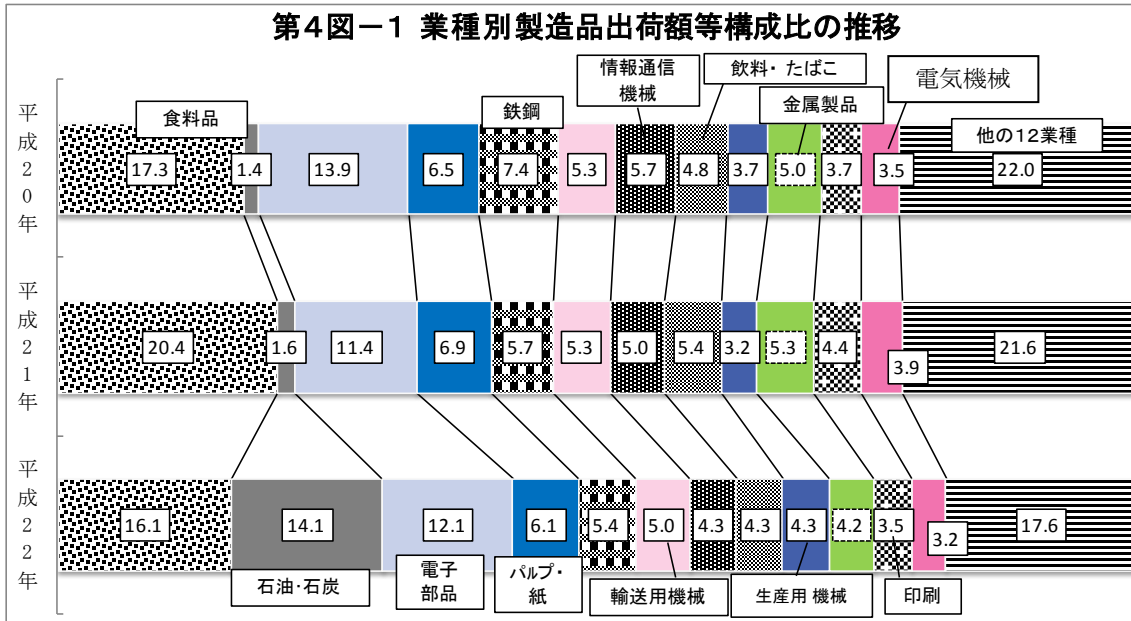 第4図－1 業種別製造品出荷額等構成比の推移
情報通信
機械
飲料・ たばこ
電気機械
食料品
鉄鋼
金属製品
他の12業種
平成20年
17.3
1.4
13.9
6.5
7.4
5.3
5.7
4.8
3.7
5.0
3.7
3.5
22.0
平成21年
20.4
1.6
11.4
6.9
5.7
5.3
5.0
5.4
3.2
5.3
4.4
3.9
21.6
平成22年
16.1
14.1
12.1
6.1
5.4
5.0
4.3
4.3
4.3
4.2
3.5
3.2
17.6
石油・石炭
電子
部品
パルプ・
紙
輸送用機械
生産用 機械
印刷